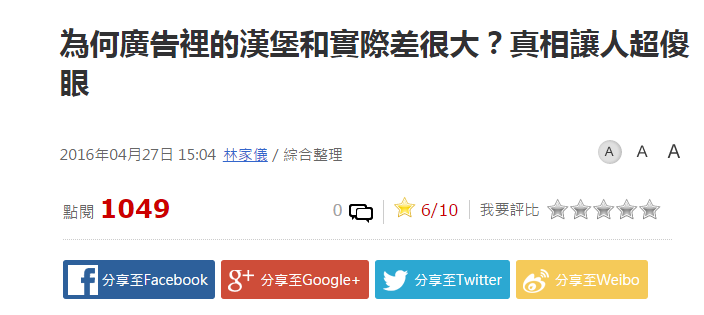 為何廣告裡的漢堡和實際差很大？真相讓人超傻
眼
2016年04月27日 15:04 林家儀 / 綜合整理 A A A
點閱 1049 0 6/10 我要評比
f 分享至Facebook g+ 分享至Google+ 分享至Twitter 分享至Weibo